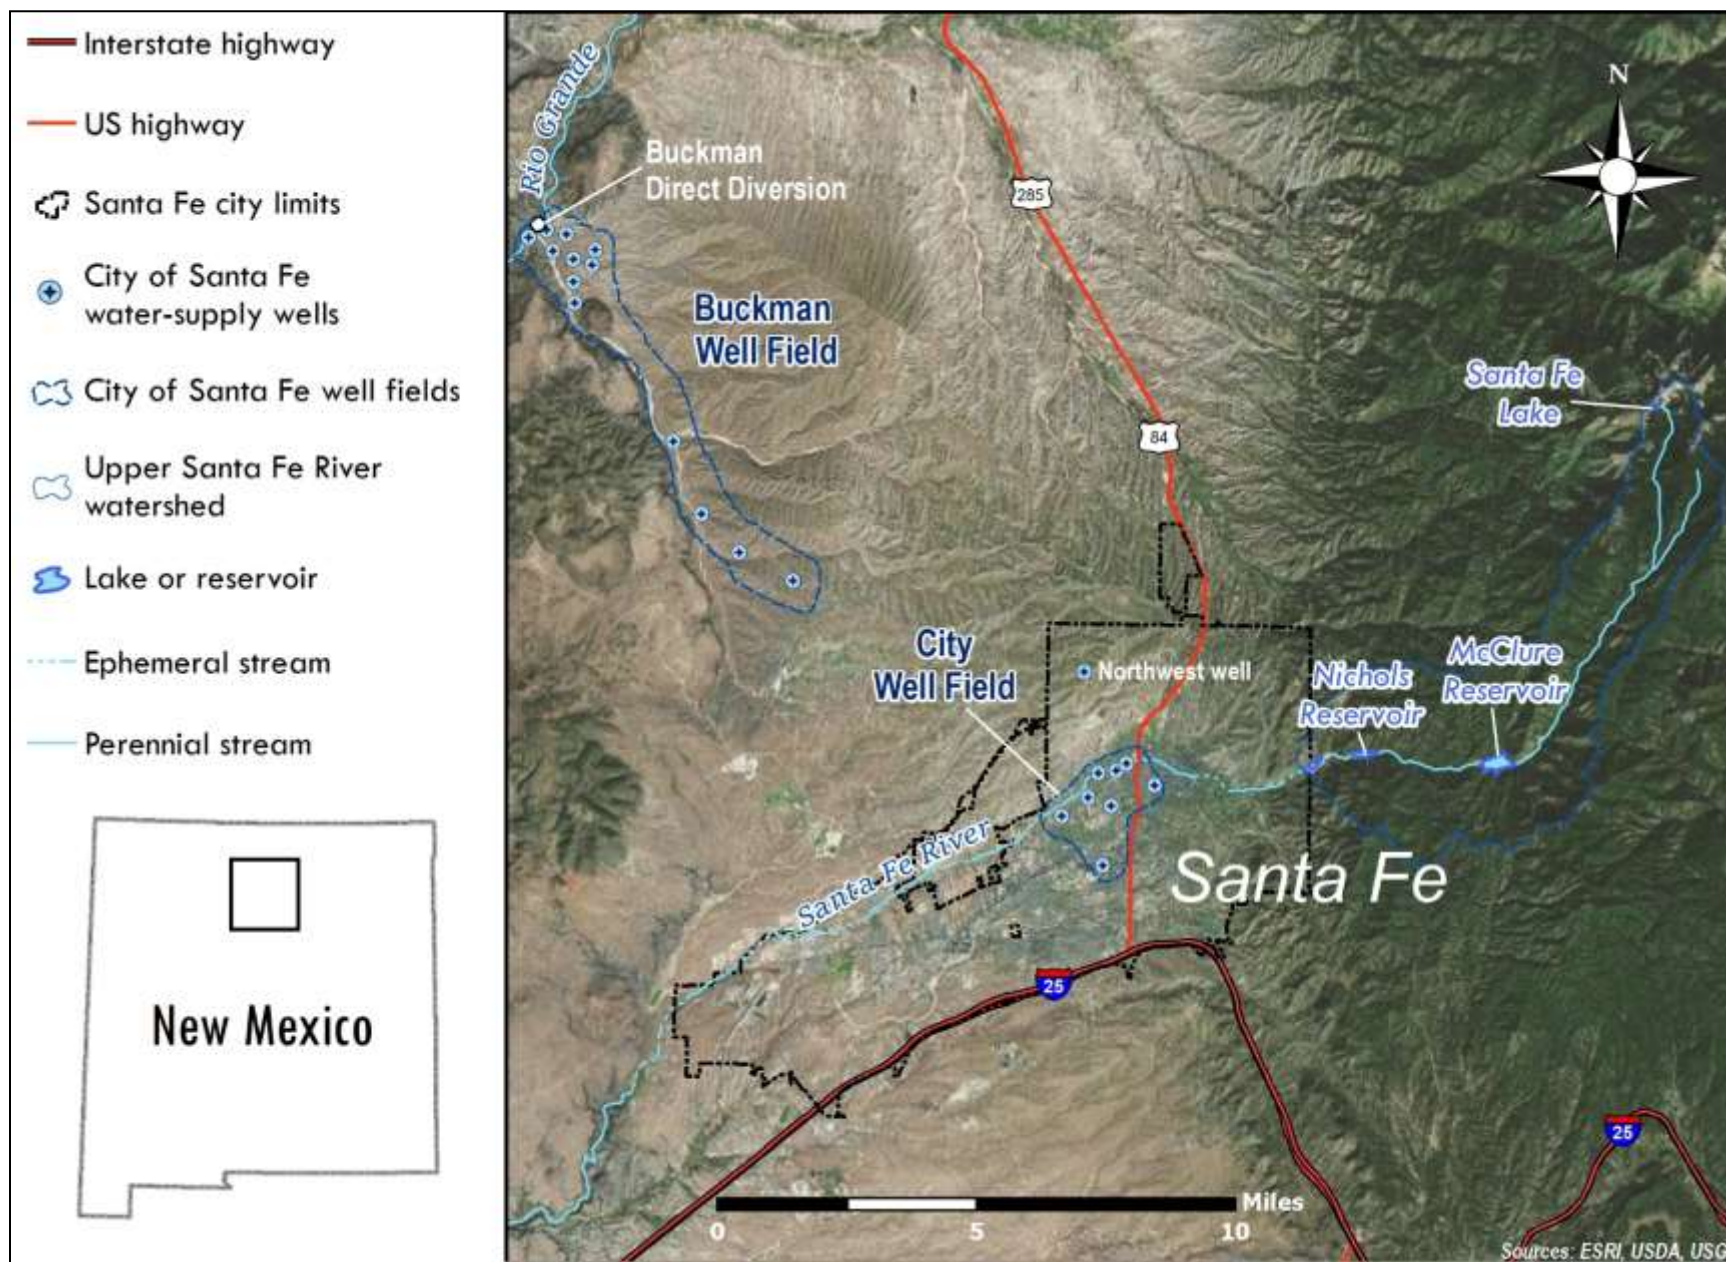 Interstate highway
US highway
Santa Fe city limits
City of Santa Fe
water-supply wells
City of Santa Fe well fields
Upper Santa Fe River
watershed
Lake or reservoir
Ephemeral stream
Perennial stream
New Mexico
N
Rio Grande
Buckman
Direct Diversion
285
Buckman
Well Field
84
Santa Fe
Lake
City
Well Field
Northwest well
Nichols
Reservoir
McClure
Reservoir
Santa Fe River
Santa Fe
25
25
Miles
0 5 10
Sources: ESRI, USDA, USG